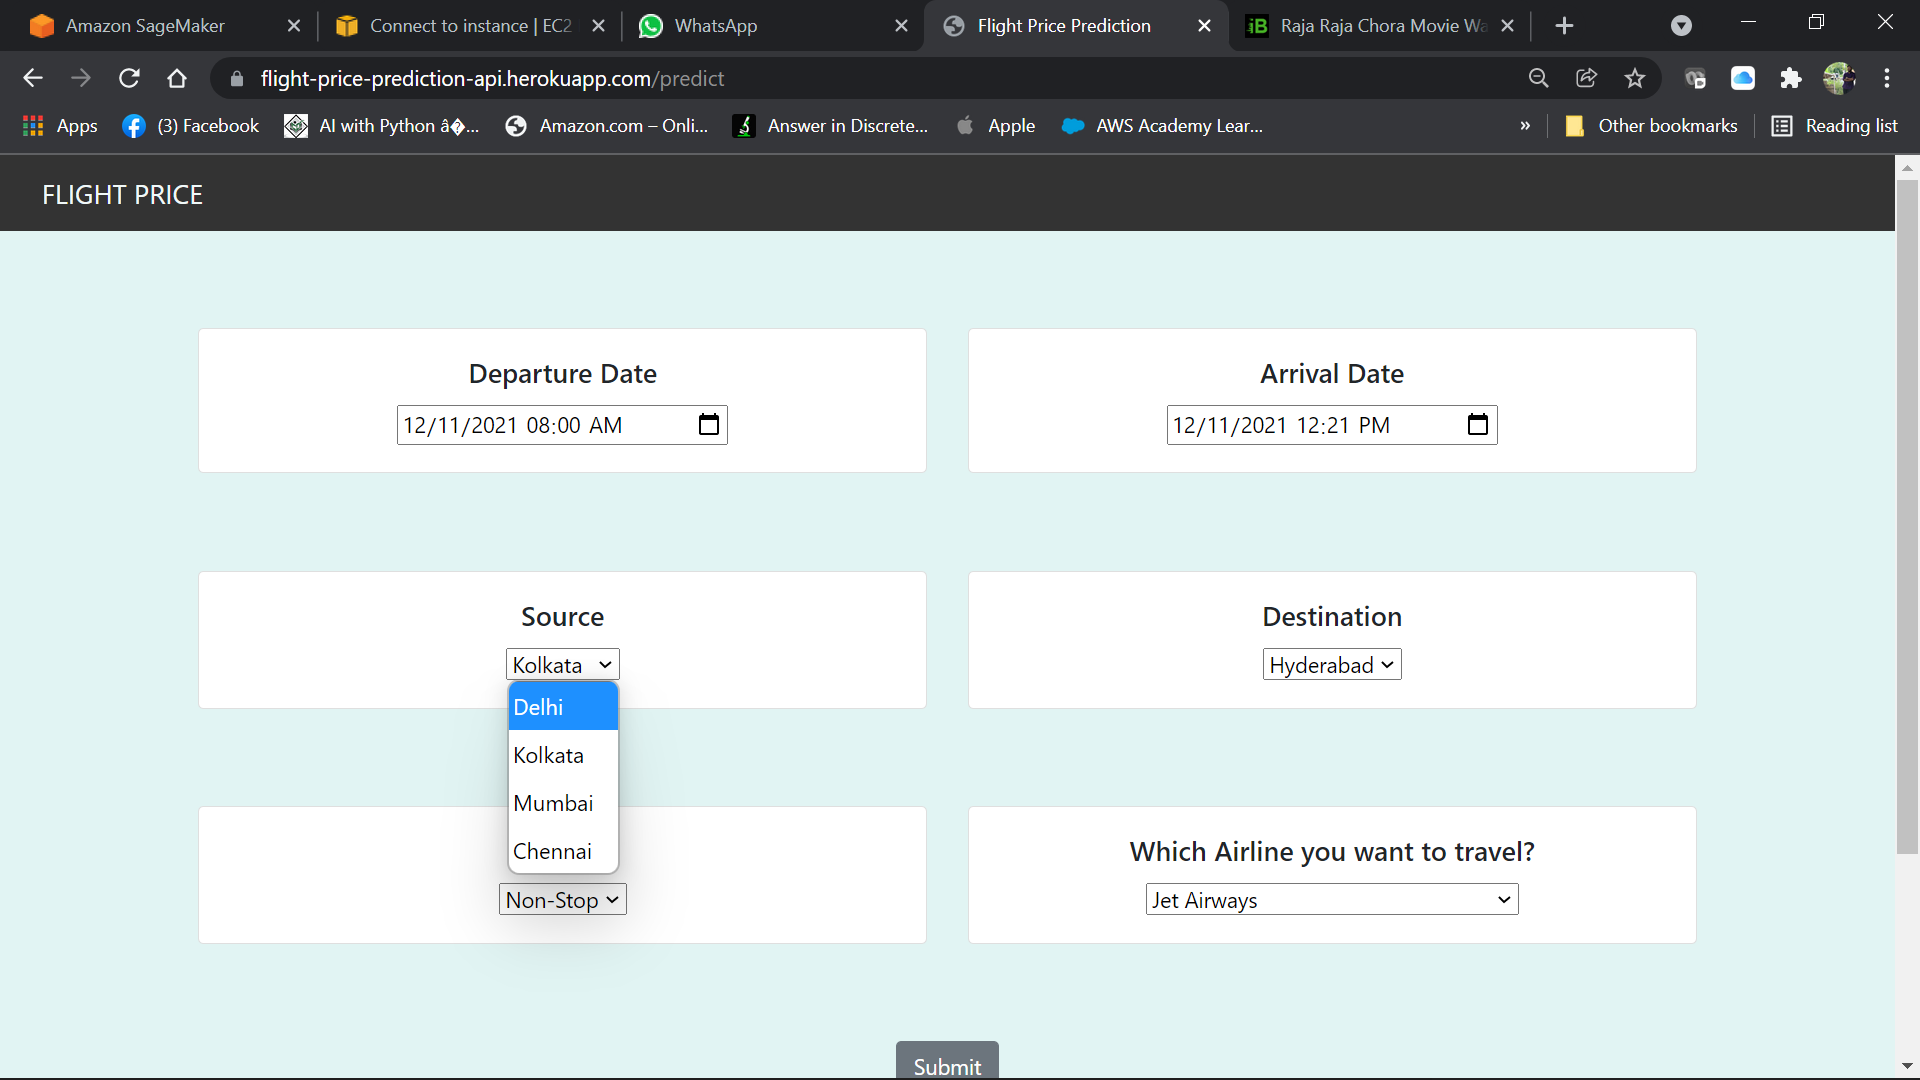 Amazon SageMaker
Connect to instance | EC2
WhatsApp
Flight Price Prediction
Raja Raja Chora Movie Wa
flight-price-prediction-api.herokuapp.com/predict
Apps
(3) Facebook
AI with Python â�...
Amazon.com – Onli...
Answer in Discrete...
Apple
AWS Academy Lear...
»
Other bookmarks
Reading list
FLIGHT PRICE
Departure Date
12/11/2021 08:00 AM
Arrival Date
12/11/2021 12:21 PM
Source
Kolkata
Delhi
Kolkata
Mumbai
Chennai
Destination
Hyderabad
Non-Stop
Which Airline you want to travel?
Jet Airways
Submit